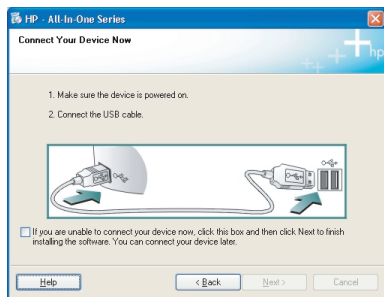 HP - All-In-One Series
Connect Your Device Now
hp
1. Make sure the device is powered on.
2. Connect the USB cable.
If you are unable to connect your device now, click this box and then click Next to finish
installing the software. You can connect your device later.
Help
< Back
Next >
Cancel